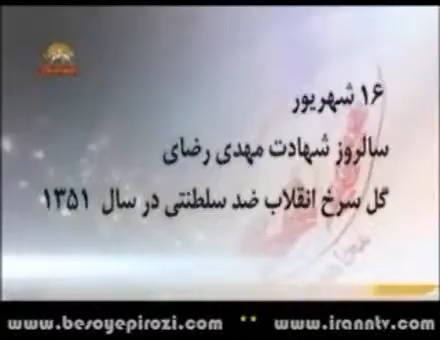 ۱۶ شهریور
سالروز شهادت مهدی رضای
گل سرخ انقلاب ضد سلطنتی در سال ۱۳۵۱
www.besoyepirozi.com www.iranntv.com